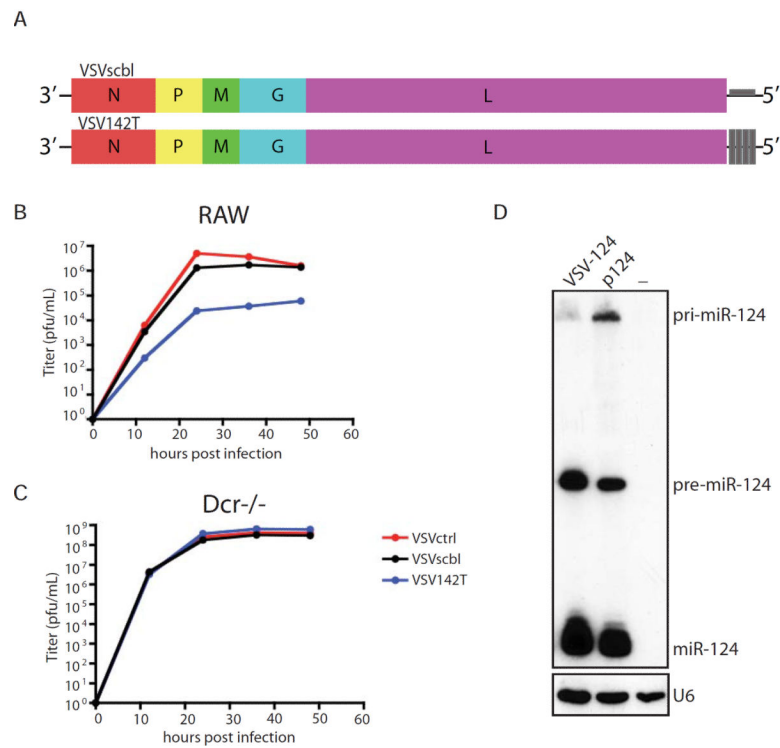 A
VSVscbl
3′ N P M G L 5′
VSV142T
3′ N P M G L 5′
B
RAW
Titer (pfu/mL)
10⁷
10⁶
10⁵
10⁴
10³
10²
10¹
10⁰
0 10 20 30 40 50 60
hours post infection
C
Dcr-/-
Titer (pfu/mL)
10⁹
10⁸
10⁷
10⁶
10⁵
10⁴
10³
10²
10¹
10⁰
0 10 20 30 40 50 60
hours post infection
VSVctrl
VSVscbl
VSV142T
D
VSV-124 p124 –
pri-miR-124
pre-miR-124
miR-124
U6